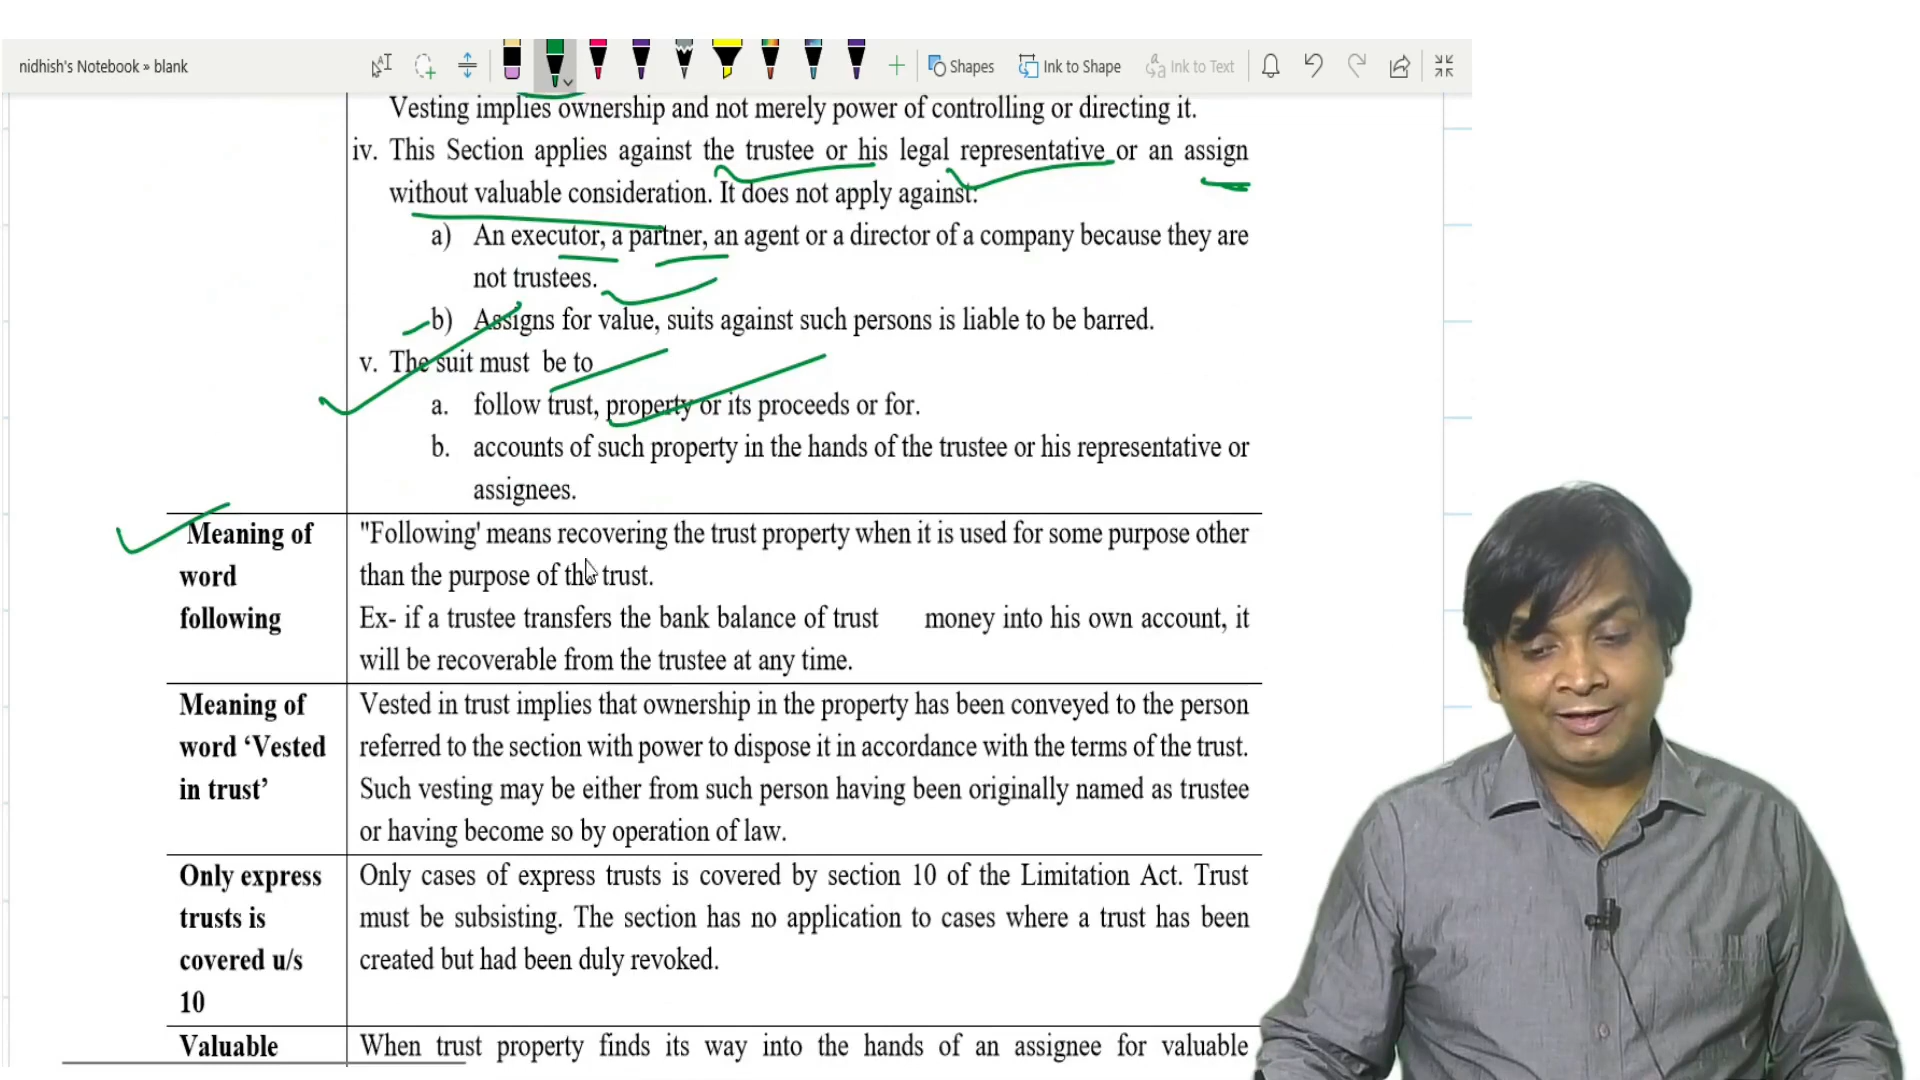 nidhish's Notebook » blank
Shapes
Ink to Shape
Ink to Text
Vesting implies ownership and not merely power of controlling or directing it.
iv. This Section applies against the trustee or his legal representative or an assign
without valuable consideration. It does not apply against:
a) An executor, a partner, an agent or a director of a company because they are
not trustees.
b) Assigns for value, suits against such persons is liable to be barred.
v. The suit must be to
a. follow trust, property or its proceeds or for.
b. accounts of such property in the hands of the trustee or his representative or
assignees.
Meaning of
word
following
"Following' means recovering the trust property when it is used for some purpose other
than the purpose of the trust.
Ex- if a trustee transfers the bank balance of trust money into his own account, it
will be recoverable from the trustee at any time.
Meaning of
word ‘Vested
in trust’
Vested in trust implies that ownership in the property has been conveyed to the person
referred to the section with power to dispose it in accordance with the terms of the trust.
Such vesting may be either from such person having been originally named as trustee
or having become so by operation of law.
Only express
trusts is
covered u/s
10
Only cases of express trusts is covered by section 10 of the Limitation Act. Trust
must be subsisting. The section has no application to cases where a trust has been
created but had been duly revoked.
Valuable
When trust property finds its way into the hands of an assignee for valuable